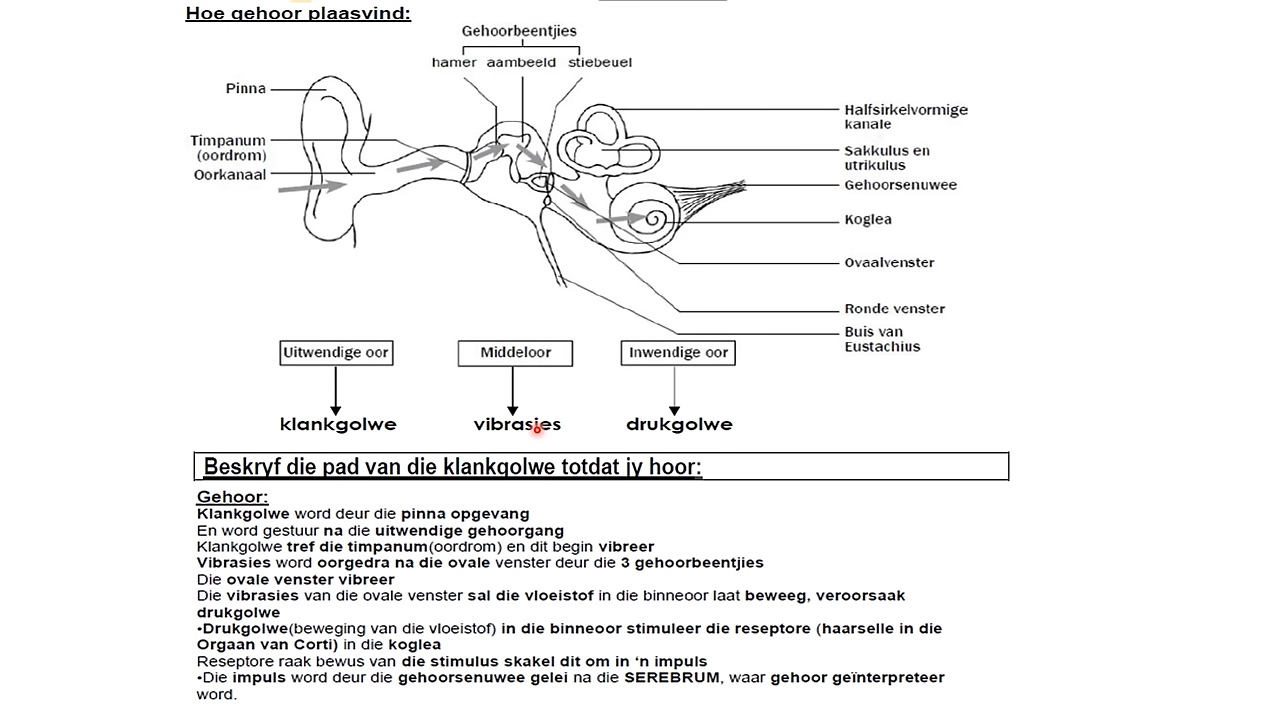 Hoe gehoor plaasvind:
Gehoorbeentjies
hamer aambeeld stiebeuel
Pinna
Timpanum
(oordrom)
Oorkanaal
Halfsirkelvormige
kanale
Sakkulus en
utrikulus
Gehoorsenuwee
Koglea
Ovaalvenster
Ronde venster
Buis van
Eustachius
Uitwendige oor
Middeloor
Inwendige oor
klankgolwe
vibrasies
drukgolwe
Beskryf die pad van die klankgolwe totdat jy hoor:
Gehoor:
Klankgolwe word deur die pinna opgevang
En word gestuur na die uitwendige gehoorgang
Klankgolwe tref die timpanum(oordrom) en dit begin vibreer
Vibrasies word oorgedra na die ovale venster deur die 3 gehoorbeentjies
Die ovale venster vibreer
Die vibrasies van die ovale venster sal die vloeistof in die binneoor laat beweeg, veroorsaak
drukgolwe
•Drukgolwe(beweging van die vloeistof) in die binneoor stimuleer die reseptore (haarselle in die
Orgaan van Corti) in die koglea
Reseptore raak bewus van die stimulus skakel dit om in ‘n impuls
•Die impuls word deur die gehoorsenuwee gelei na die SEREBRUM, waar gehoor geïnterpreteer
word.